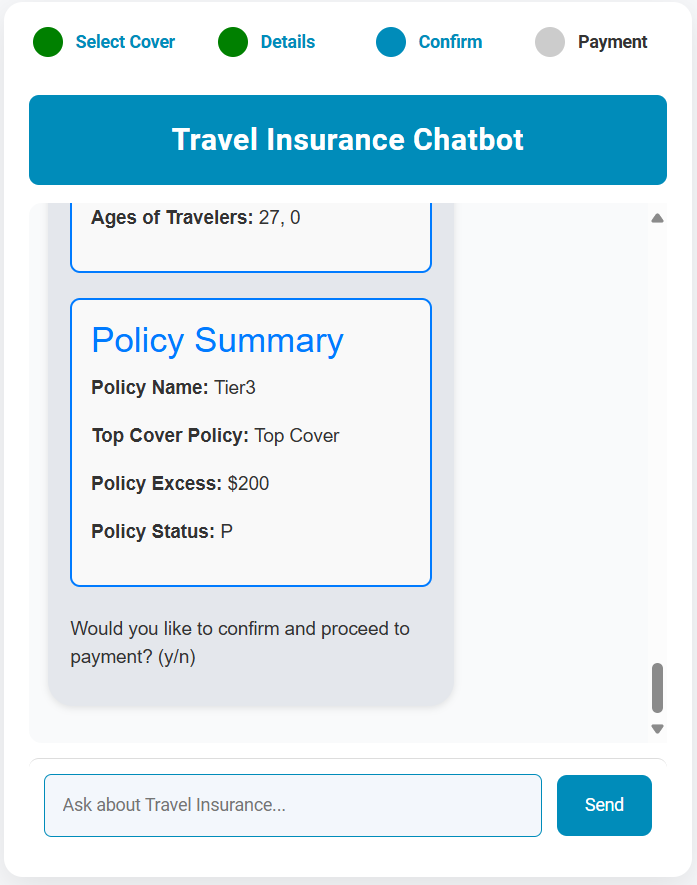 Select Cover
Details
Confirm
Payment
Travel Insurance Chatbot
Ages of Travelers: 27, 0
Policy Summary
Policy Name: Tier3
Top Cover Policy: Top Cover
Policy Excess: $200
Policy Status: P
Would you like to confirm and proceed to
payment? (y/n)
Ask about Travel Insurance...
Send